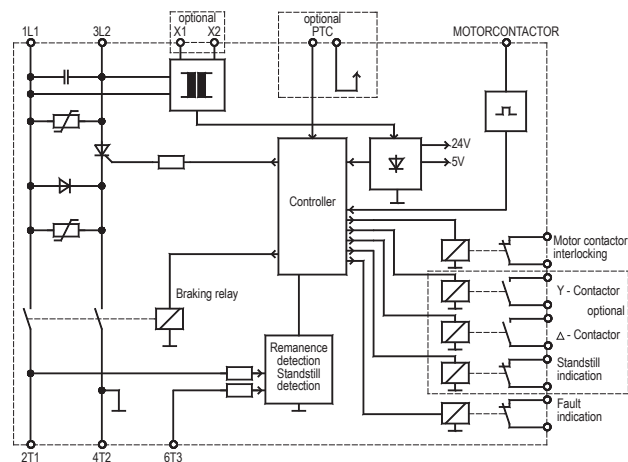 optional
optional
1L1
3L2
X1
X2
PTC
MOTORCONTACTOR
24V
5V
Controller
Motor contactor
interlocking
Braking relay
Y - Contactor
optional
Δ - Contactor
Remanence
detection
Standstill
detection
Standstill
indication
Fault
indication
2T1
4T2
6T3